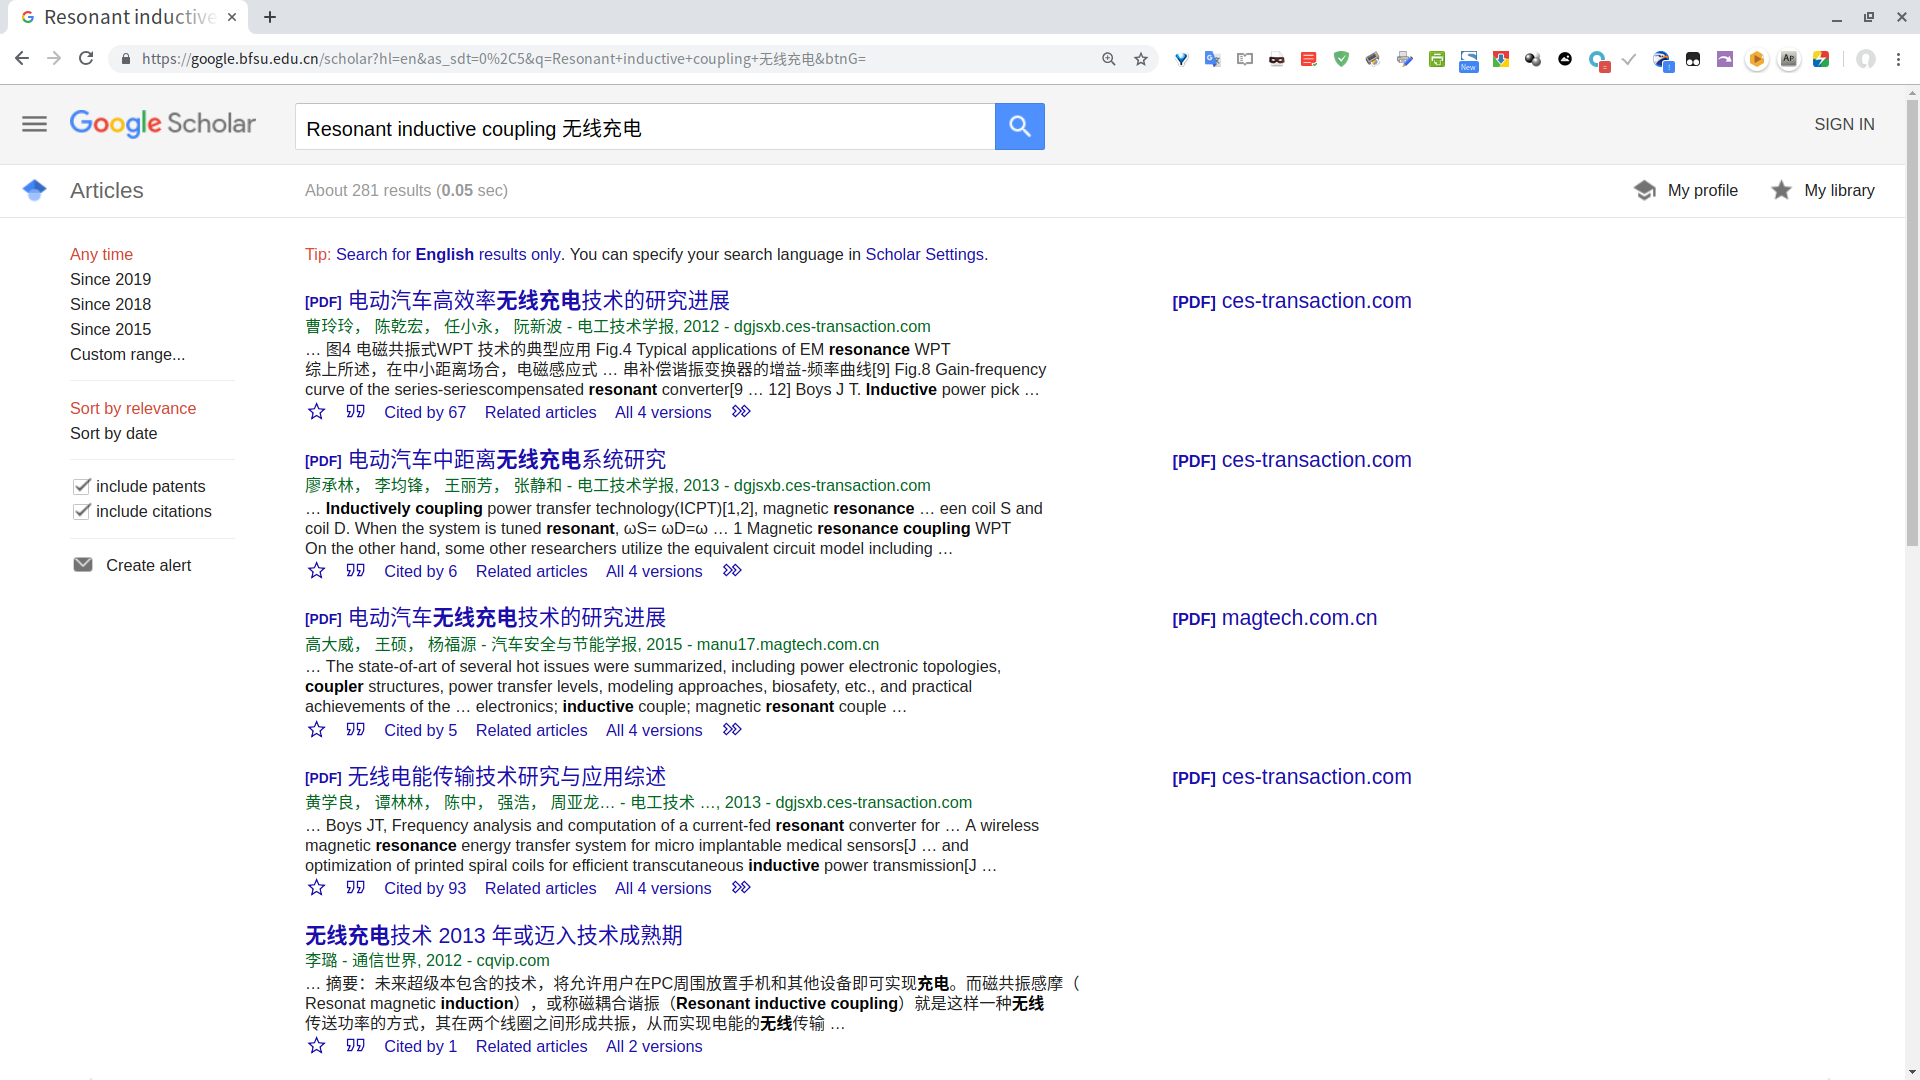 Resonant inductive
https://google.bfsu.edu.cn/scholar?hl=en&as_sdt=0%2C5&q=Resonant+inductive+coupling+无线充电&btnG=
New
Google Scholar
Resonant inductive coupling 无线充电
SIGN IN
Articles
About 281 results (0.05 sec)
My profile
My library
Any time
Since 2019
Since 2018
Since 2015
Custom range...
Sort by relevance
Sort by date
include patents
include citations
Create alert
Tip: Search for English results only. You can specify your search language in Scholar Settings.
[PDF] 电动汽车高效率无线充电技术的研究进展
[PDF] ces-transaction.com
曹玲玲， 陈乾宏， 任小永， 阮新波 - 电工技术学报, 2012 - dgjsxb.ces-transaction.com
… 图4 电磁共振式WPT 技术的典型应用 Fig.4 Typical applications of EM resonance WPT
综上所述，在中小距离场合，电磁感应式 … 串补偿谐振变换器的增益-频率曲线[9] Fig.8 Gain-frequency
curve of the series-seriescompensated resonant converter[9 … 12] Boys J T. Inductive power pick …
Cited by 67 Related articles All 4 versions
[PDF] 电动汽车中距离无线充电系统研究
[PDF] ces-transaction.com
廖承林， 李均锋， 王丽芳， 张静和 - 电工技术学报, 2013 - dgjsxb.ces-transaction.com
… Inductively coupling power transfer technology(ICPT)[1,2], magnetic resonance … een coil S and
coil D. When the system is tuned resonant, ωS= ωD=ω … 1 Magnetic resonance coupling WPT
On the other hand, some other researchers utilize the equivalent circuit model including …
Cited by 6 Related articles All 4 versions
[PDF] 电动汽车无线充电技术的研究进展
[PDF] magtech.com.cn
高大威， 王硕， 杨福源 - 汽车安全与节能学报, 2015 - manu17.magtech.com.cn
… The state-of-art of several hot issues were summarized, including power electronic topologies,
coupler structures, power transfer levels, modeling approaches, biosafety, etc., and practical
achievements of the … electronics; inductive couple; magnetic resonant couple …
Cited by 5 Related articles All 4 versions
[PDF] 无线电能传输技术研究与应用综述
[PDF] ces-transaction.com
黄学良， 谭林林， 陈中， 强浩， 周亚龙… - 电工技术 …, 2013 - dgjsxb.ces-transaction.com
… Boys JT, Frequency analysis and computation of a current-fed resonant converter for … A wireless
magnetic resonance energy transfer system for micro implantable medical sensors[J … and
optimization of printed spiral coils for efficient transcutaneous inductive power transmission[J …
Cited by 93 Related articles All 4 versions
无线充电技术 2013 年或迈入技术成熟期
李璐 - 通信世界, 2012 - cqvip.com
… 摘要：未来超级本包含的技术，将允许用户在PC周围放置手机和其他设备即可实现充电。而磁共振感摩（
Resonat magnetic induction），或称磁耦合谐振（Resonant inductive coupling）就是这样一种无线
传送功率的方式，其在两个线圈之间形成共振，从而实现电能的无线传输 …
Cited by 1 Related articles All 2 versions